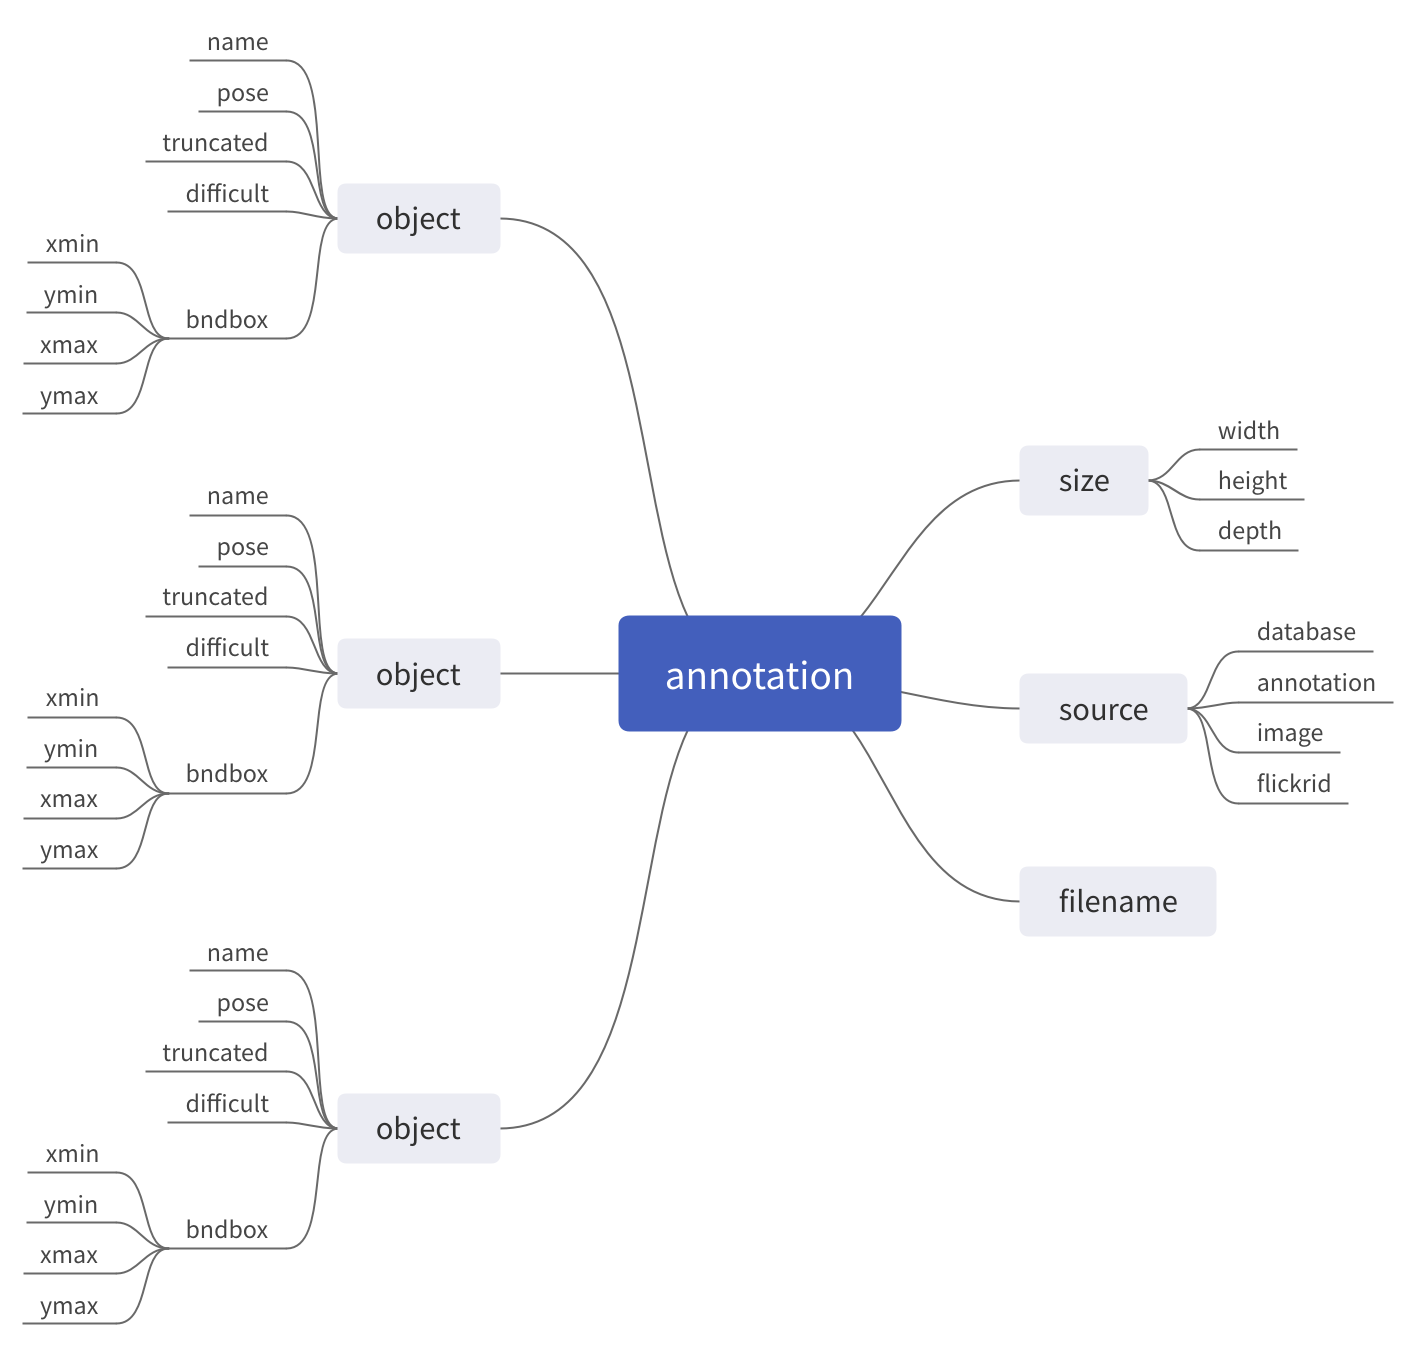 name
pose
truncated
difficult
object
xmin
ymin
bndbox
xmax
ymax
name
pose
truncated
difficult
object
xmin
ymin
bndbox
xmax
ymax
name
pose
truncated
difficult
object
xmin
ymin
bndbox
xmax
ymax
annotation
size
width
height
depth
source
database
annotation
image
flickrid
filename